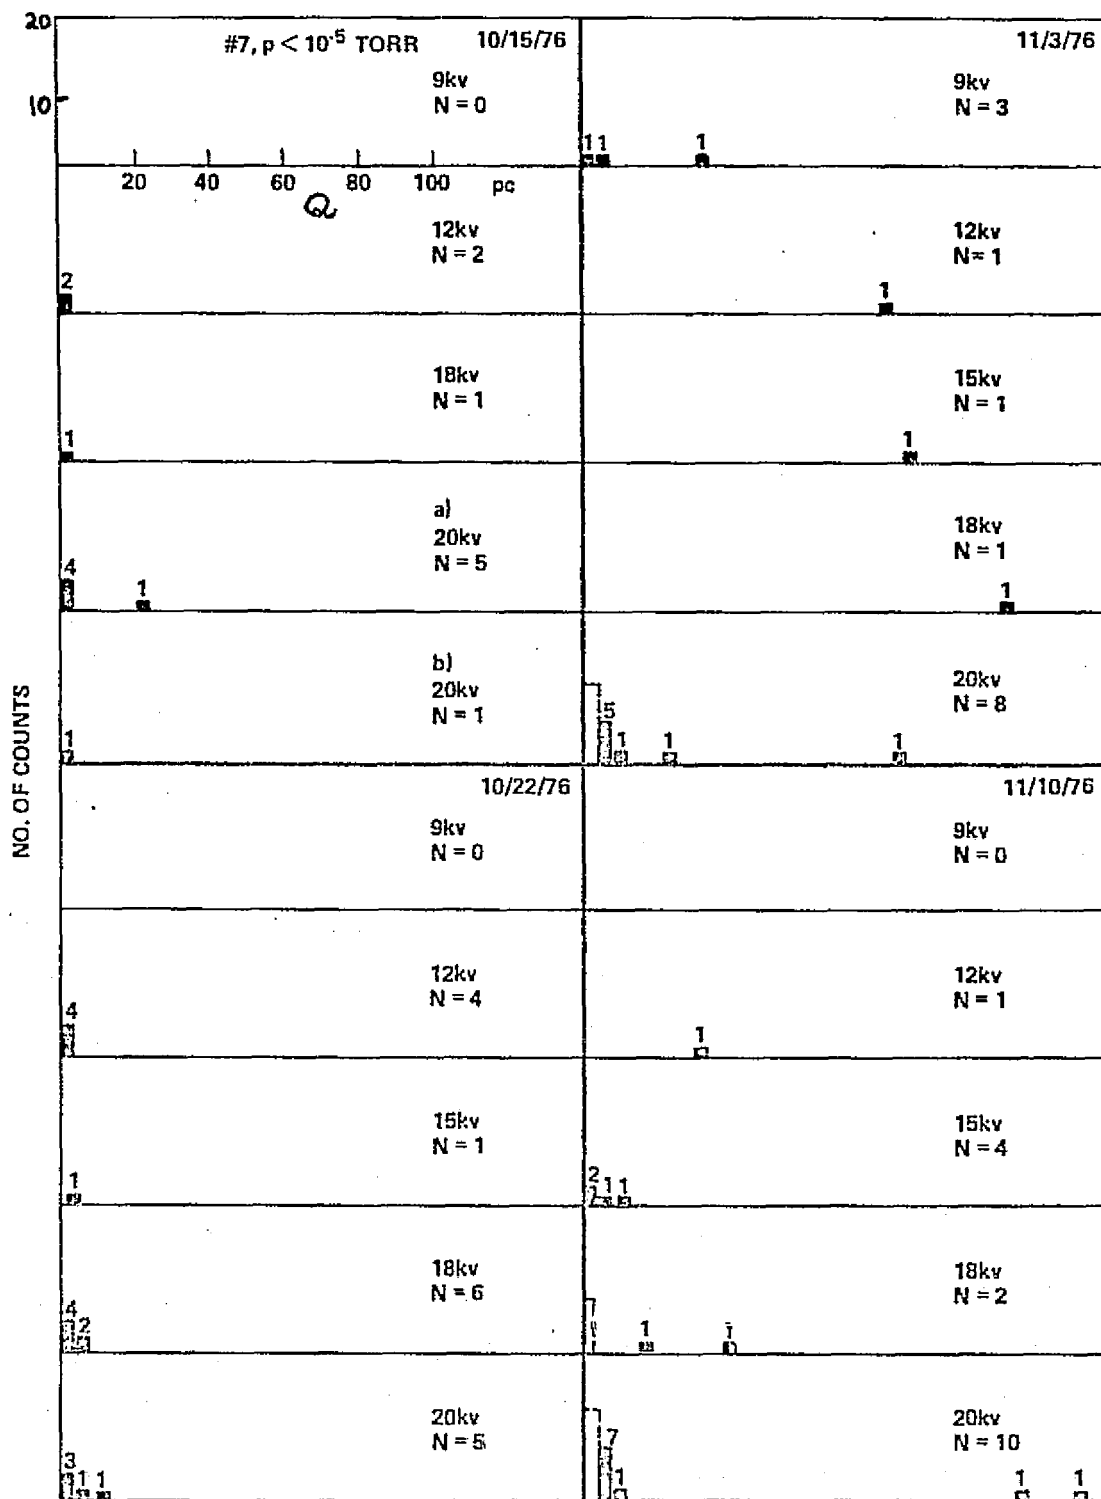 20
#7, p < 10⁻⁵ TORR 10/15/76
10
9kv
N = 0
20 40 60 80 100 pc
Q
12kv
N = 2
2
18kv
N = 1
1
a)
20kv
N = 5
4 1
b)
20kv
N = 1
1
NO. OF COUNTS
11/3/76
9kv
N = 3
1 1 1
12kv
N = 1
1
15kv
N = 1
1
18kv
N = 1
1
20kv
N = 8
5 1 1 1
10/22/76
9kv
N = 0
12kv
N = 4
4
15kv
N = 1
1
18kv
N = 6
4 2
20kv
N = 5
3 1 1
11/10/76
9kv
N = 0
12kv
N = 1
1
15kv
N = 4
2 1 1
18kv
N = 2
1 1
20kv
N = 10
7 1 1 1